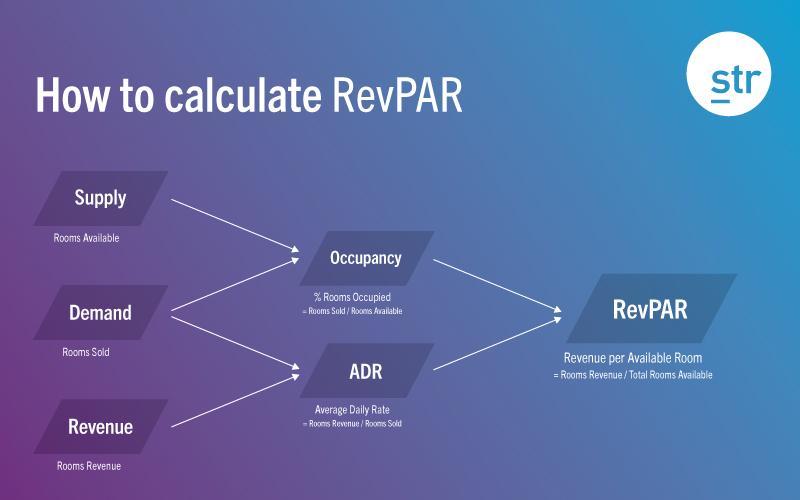 How to calculate RevPAR
str
Supply
Rooms Available
Demand
Rooms Sold
Revenue
Rooms Revenue
Occupancy
% Rooms Occupied
= Rooms Sold / Rooms Available
ADR
Average Daily Rate
= Rooms Revenue / Rooms Sold
RevPAR
Revenue per Available Room
= Rooms Revenue / Total Rooms Available